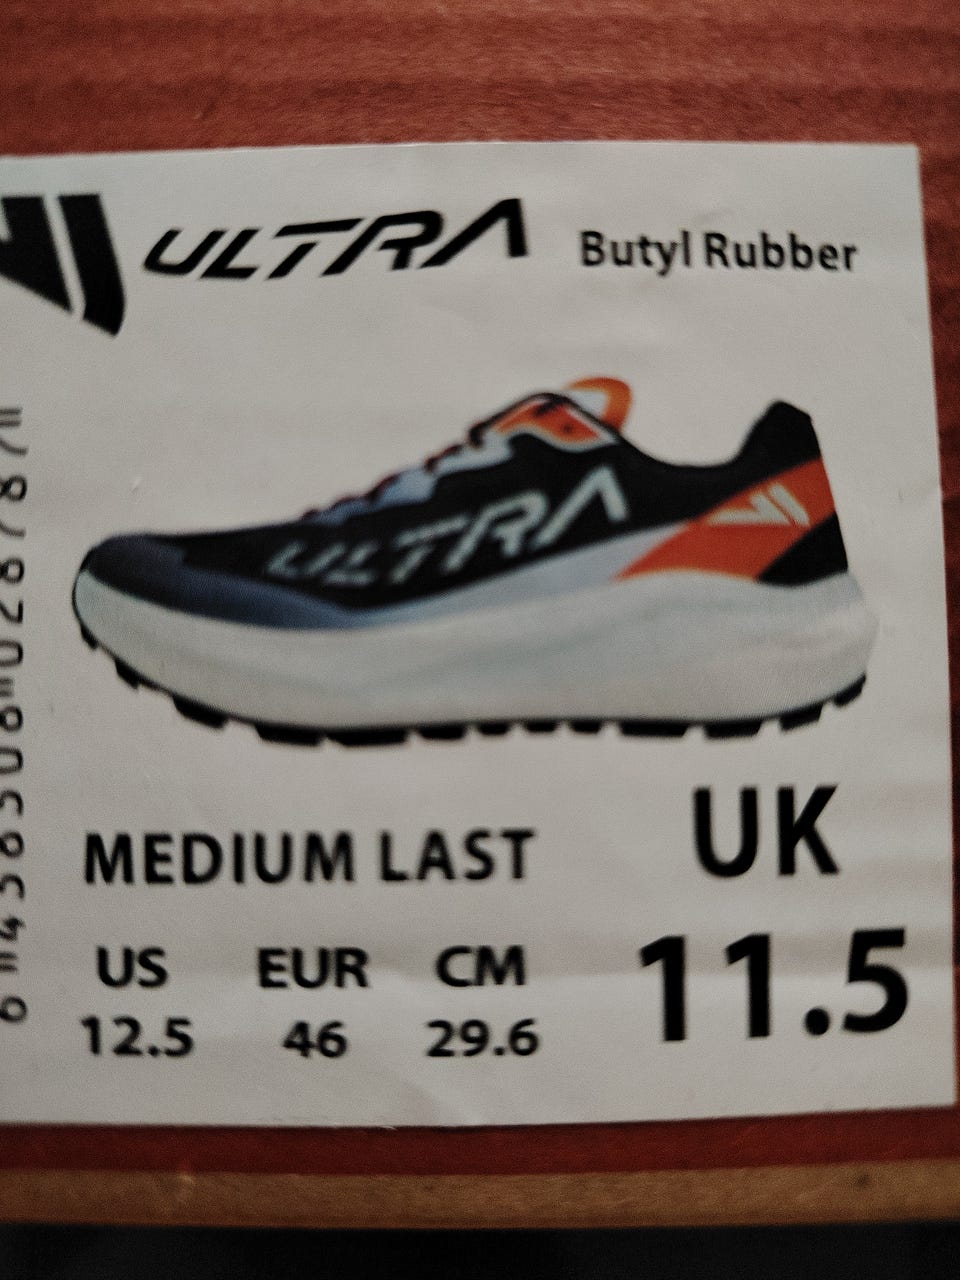 ULTRA Butyl Rubber
ULTRA
MEDIUM LAST
UK
11.5
US EUR CM
12.5 46 29.6